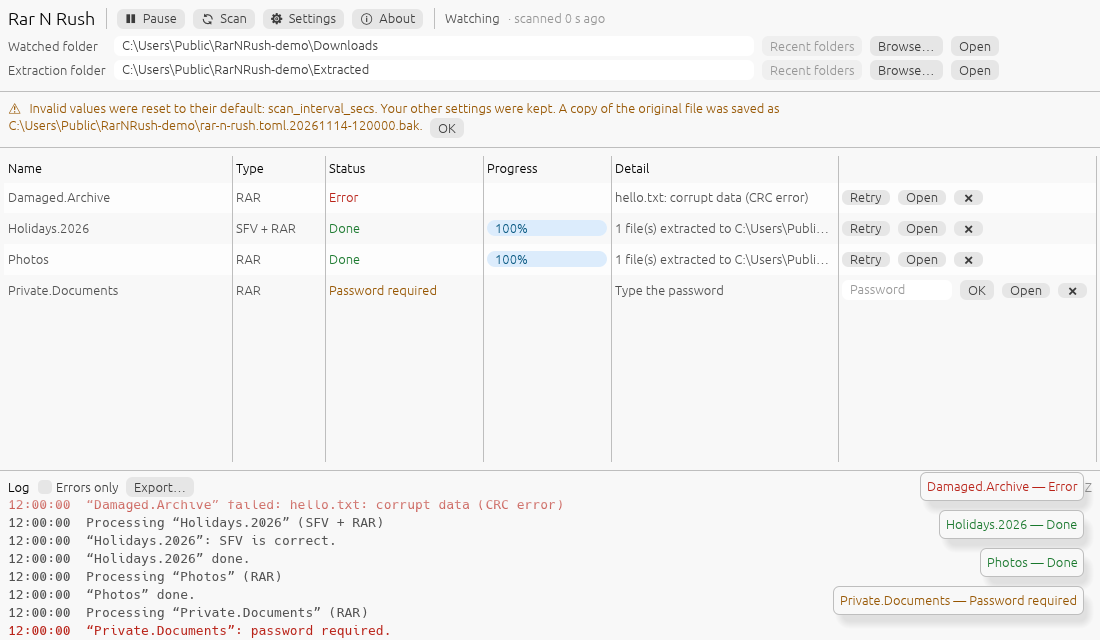 Rar N Rush Pause Scan Settings About Watching · scanned 0 s ago
Watched folder C:\Users\Public\RarNRush-demo\Downloads Recent folders Browse… Open
Extraction folder C:\Users\Public\RarNRush-demo\Extracted Recent folders Browse… Open
⚠ Invalid values were reset to their default: scan_interval_secs. Your other settings were kept. A copy of the original file was saved as
C:\Users\Public\RarNRush-demo\rar-n-rush.toml.20261114-120000.bak. OK
Name Type Status Progress Detail
Damaged.Archive RAR Error hello.txt: corrupt data (CRC error) Retry Open ×
Holidays.2026 SFV + RAR Done 100% 1 file(s) extracted to C:\Users\Publi… Retry Open ×
Photos RAR Done 100% 1 file(s) extracted to C:\Users\Publi… Retry Open ×
Private.Documents RAR Password required Type the password Password OK Open ×
Log Errors only Export… Z
12:00:00 “Damaged.Archive” failed: hello.txt: corrupt data (CRC error)
12:00:00 Processing “Holidays.2026” (SFV + RAR)
12:00:00 “Holidays.2026”: SFV is correct.
12:00:00 “Holidays.2026” done.
12:00:00 Processing “Photos” (RAR)
12:00:00 “Photos” done.
12:00:00 Processing “Private.Documents” (RAR)
12:00:00 “Private.Documents”: password required.
Damaged.Archive — Error
Holidays.2026 — Done
Photos — Done
Private.Documents — Password required